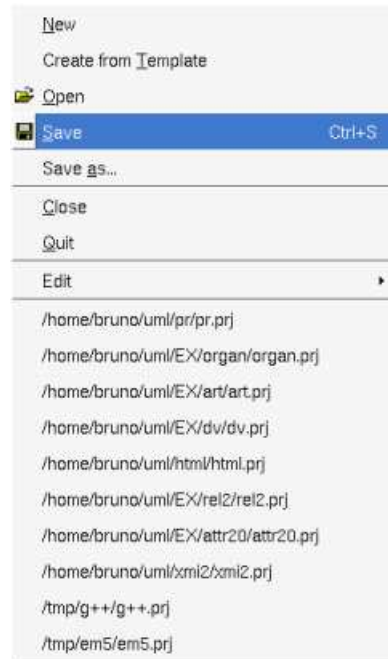 New
Create from Template
Open
Save Ctrl+S
Save as...
Close
Quit
Edit
/home/bruno/uml/pr/pr.prj
/home/bruno/uml/EX/organ/organ.prj
/home/bruno/uml/EX/art/art.prj
/home/bruno/uml/EX/dv/dv.prj
/home/bruno/uml/html/html.prj
/home/bruno/uml/EX/rel2/rel2.prj
/home/bruno/uml/EX/attr20/attr20.prj
/home/bruno/uml/xmi2/xmi2.prj
/tmp/g++/g++.prj
/tmp/em5/em5.prj